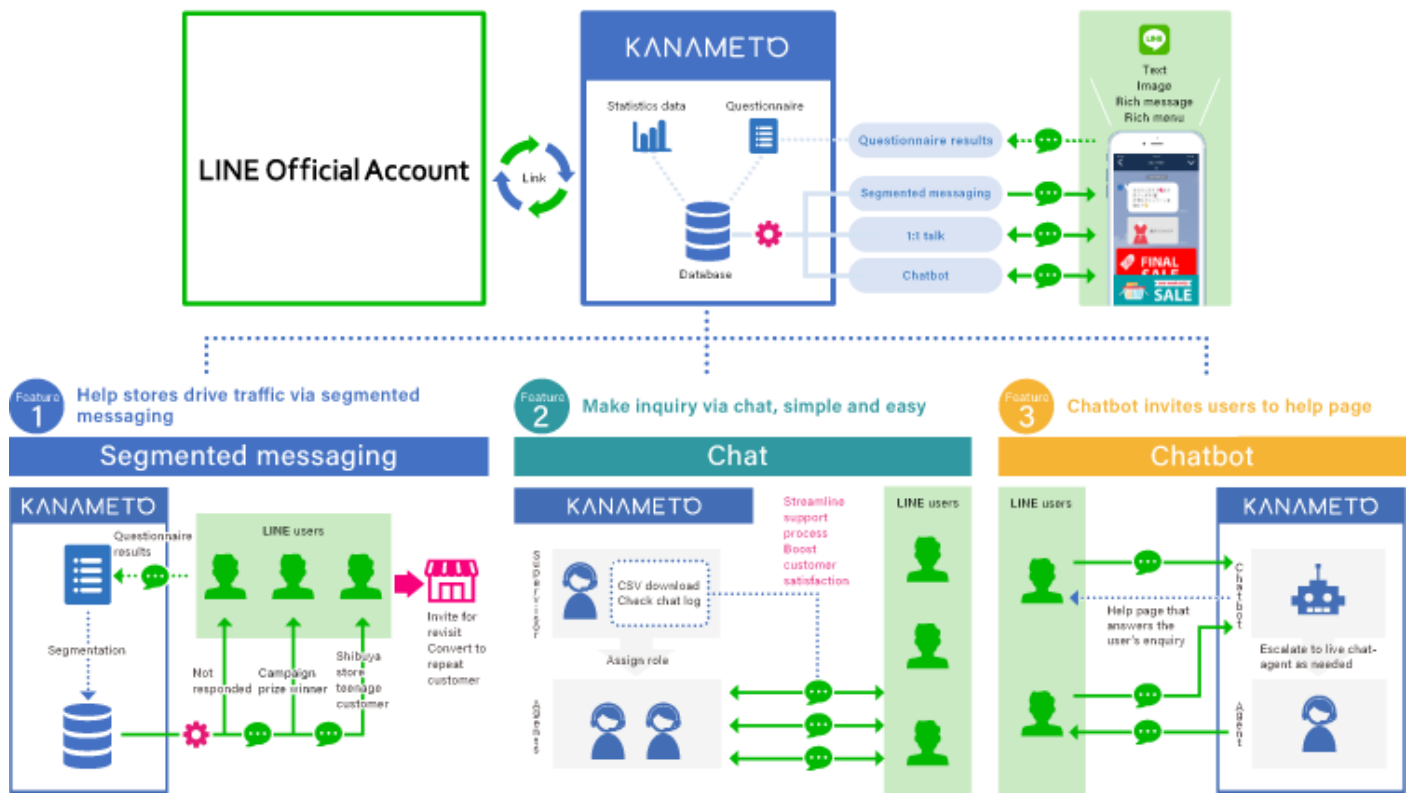 LINE Official Account
Link
KANAMETO
Statistics data
Questionnaire
Database
Questionnaire results
Segmented messaging
1:1 talk
Chatbot
LINE
Text
Image
Rich message
Rich menu
FINAL
SALE
SALE
Feature
1
Help stores drive traffic via segmented
messaging
Segmented messaging
KANAMETO
Questionnaire
results
Segmentation
LINE users
Not
responded
Campaign
prize winner
Shibuya
store
teenage
customer
Invite for
revisit
Convert to
repeat
customer
Feature
2
Make inquiry via chat, simple and easy
Chat
KANAMETO
Supervisor
CSV download
Check chat log
Assign role
Agents
Streamline
support
process
Boost
customer
satisfaction
LINE users
Feature
3
Chatbot invites users to help page
Chatbot
LINE users
Help page that
answers the
user's enquiry
KANAMETO
Chatbot
Escalate to live chat-
agent as needed
Agent